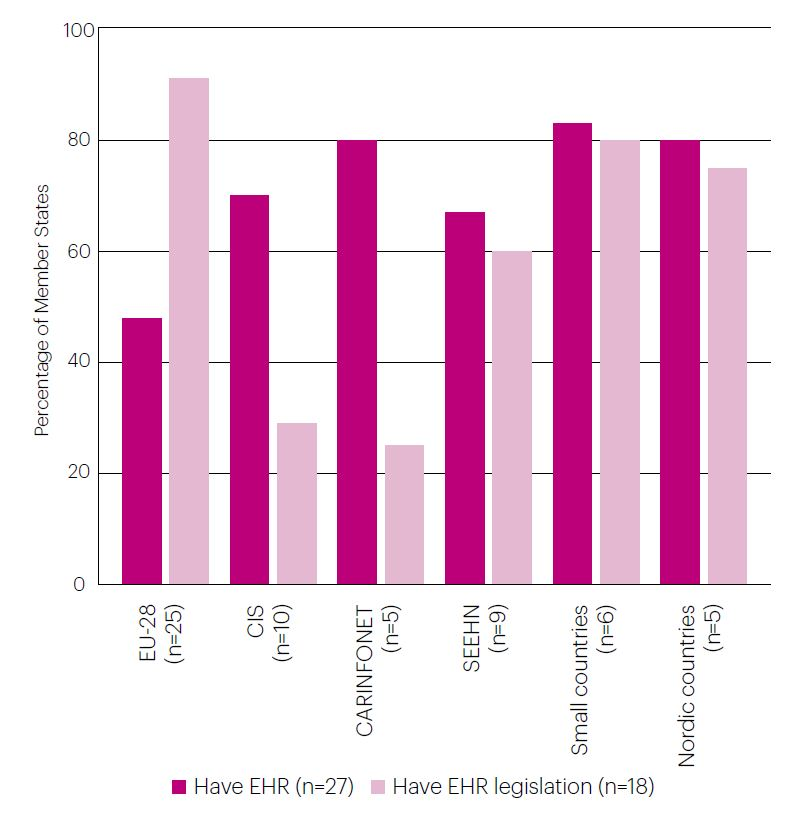 Percentage of Member States
100
80
60
40
20
0
EU-28
(n=25)
CIS
(n=10)
CARINFONET
(n=5)
SEEHN
(n=9)
Small countries
(n=6)
Nordic countries
(n=5)
Have EHR (n=27) Have EHR legislation (n=18)